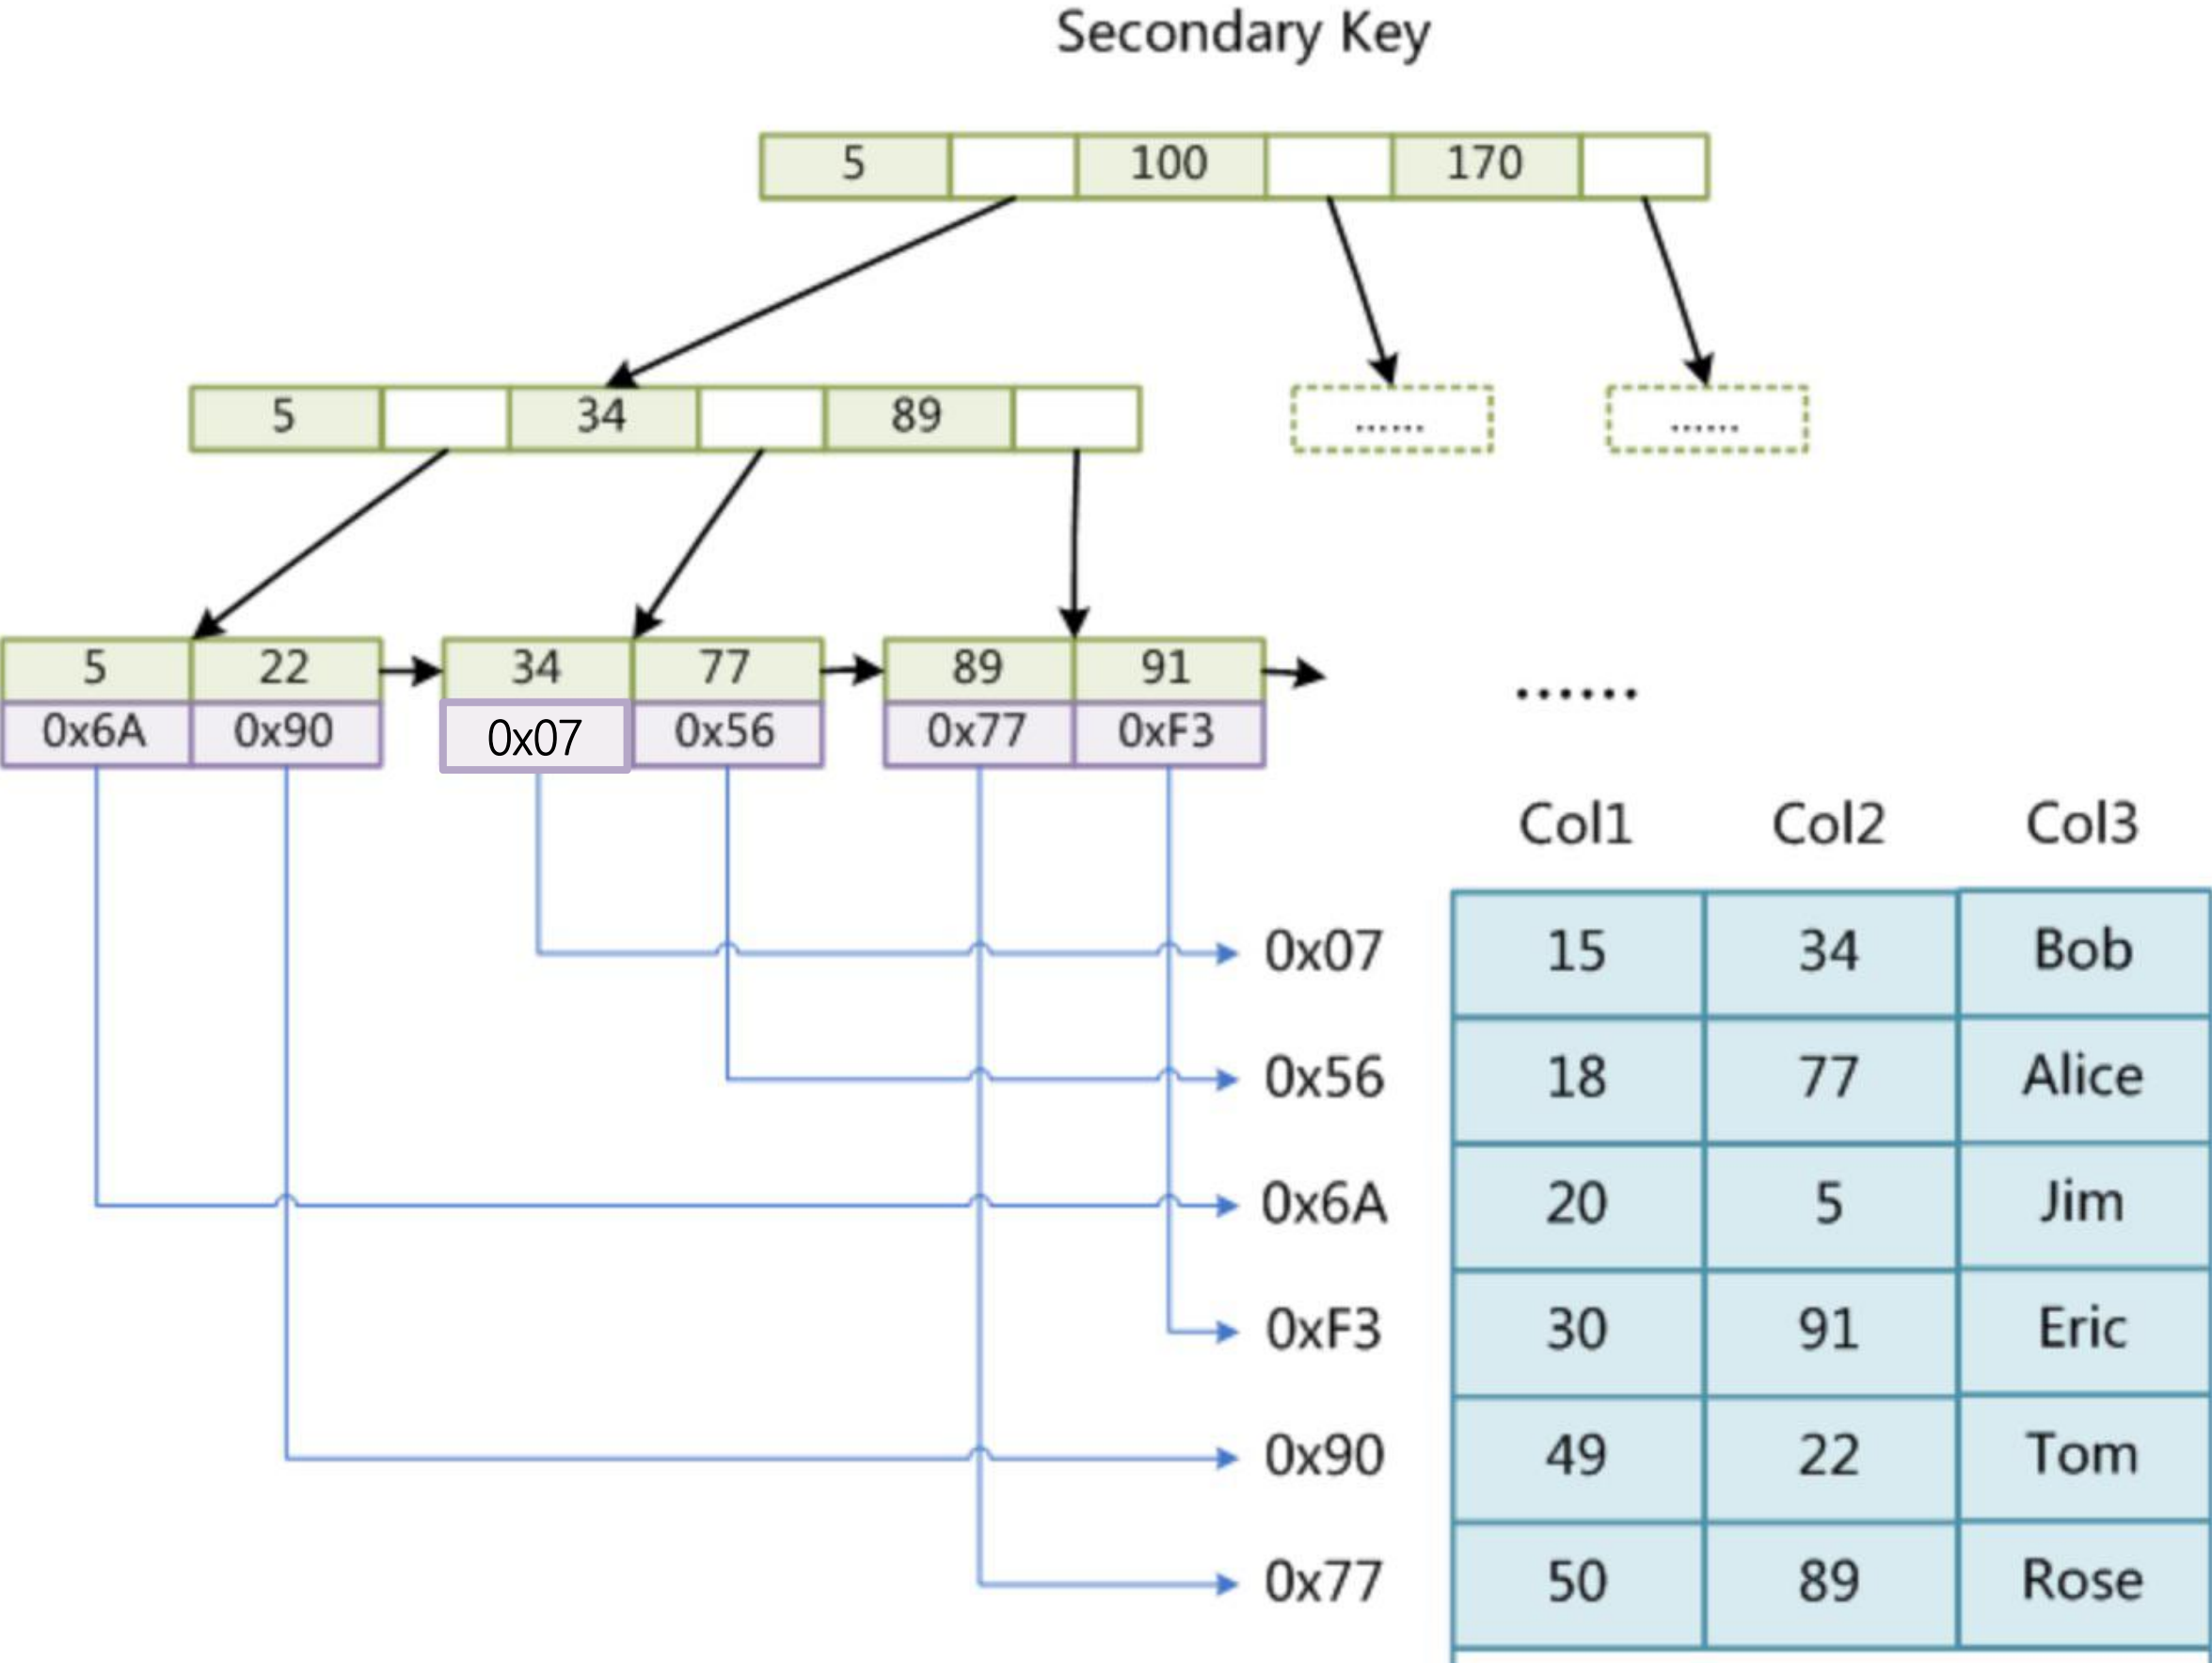 Secondary Key
5 100 170
5 34 89 ...... ......
5 22 34 77 89 91
0x6A 0x90 0x07 0x56 0x77 0xF3
......
Col1 Col2 Col3
0x07 15 34 Bob
0x56 18 77 Alice
0x6A 20 5 Jim
0xF3 30 91 Eric
0x90 49 22 Tom
0x77 50 89 Rose